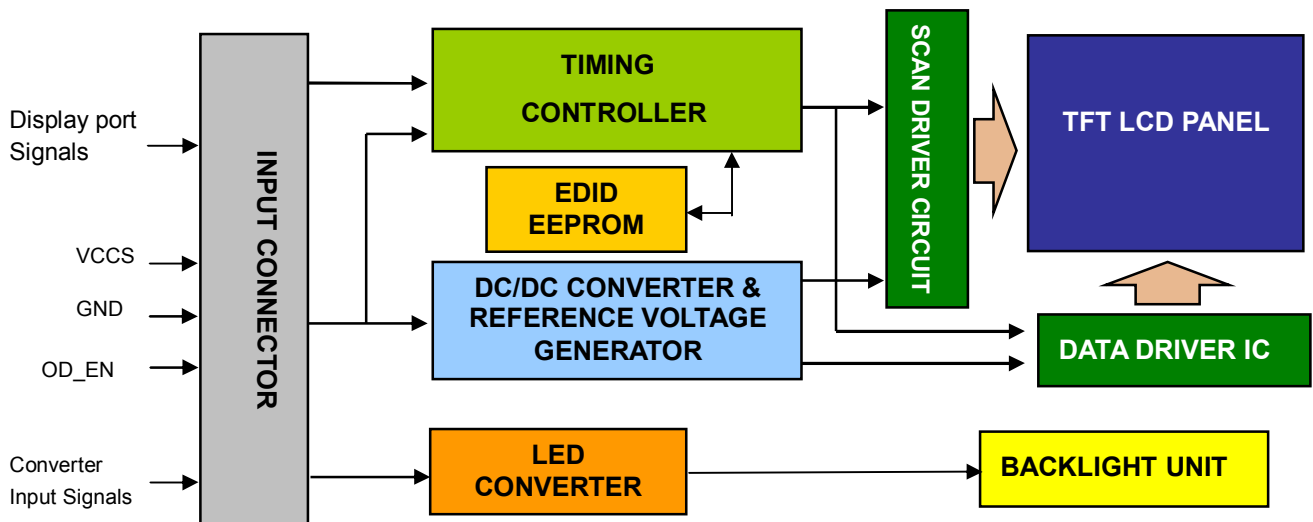 Display port
Signals
VCCS
GND
OD_EN
Converter
Input Signals
INPUT CONNECTOR
TIMING
CONTROLLER
EDID
EEPROM
DC/DC CONVERTER &
REFERENCE VOLTAGE
GENERATOR
LED
CONVERTER
SCAN DRIVER CIRCUIT
TFT LCD PANEL
DATA DRIVER IC
BACKLIGHT UNIT